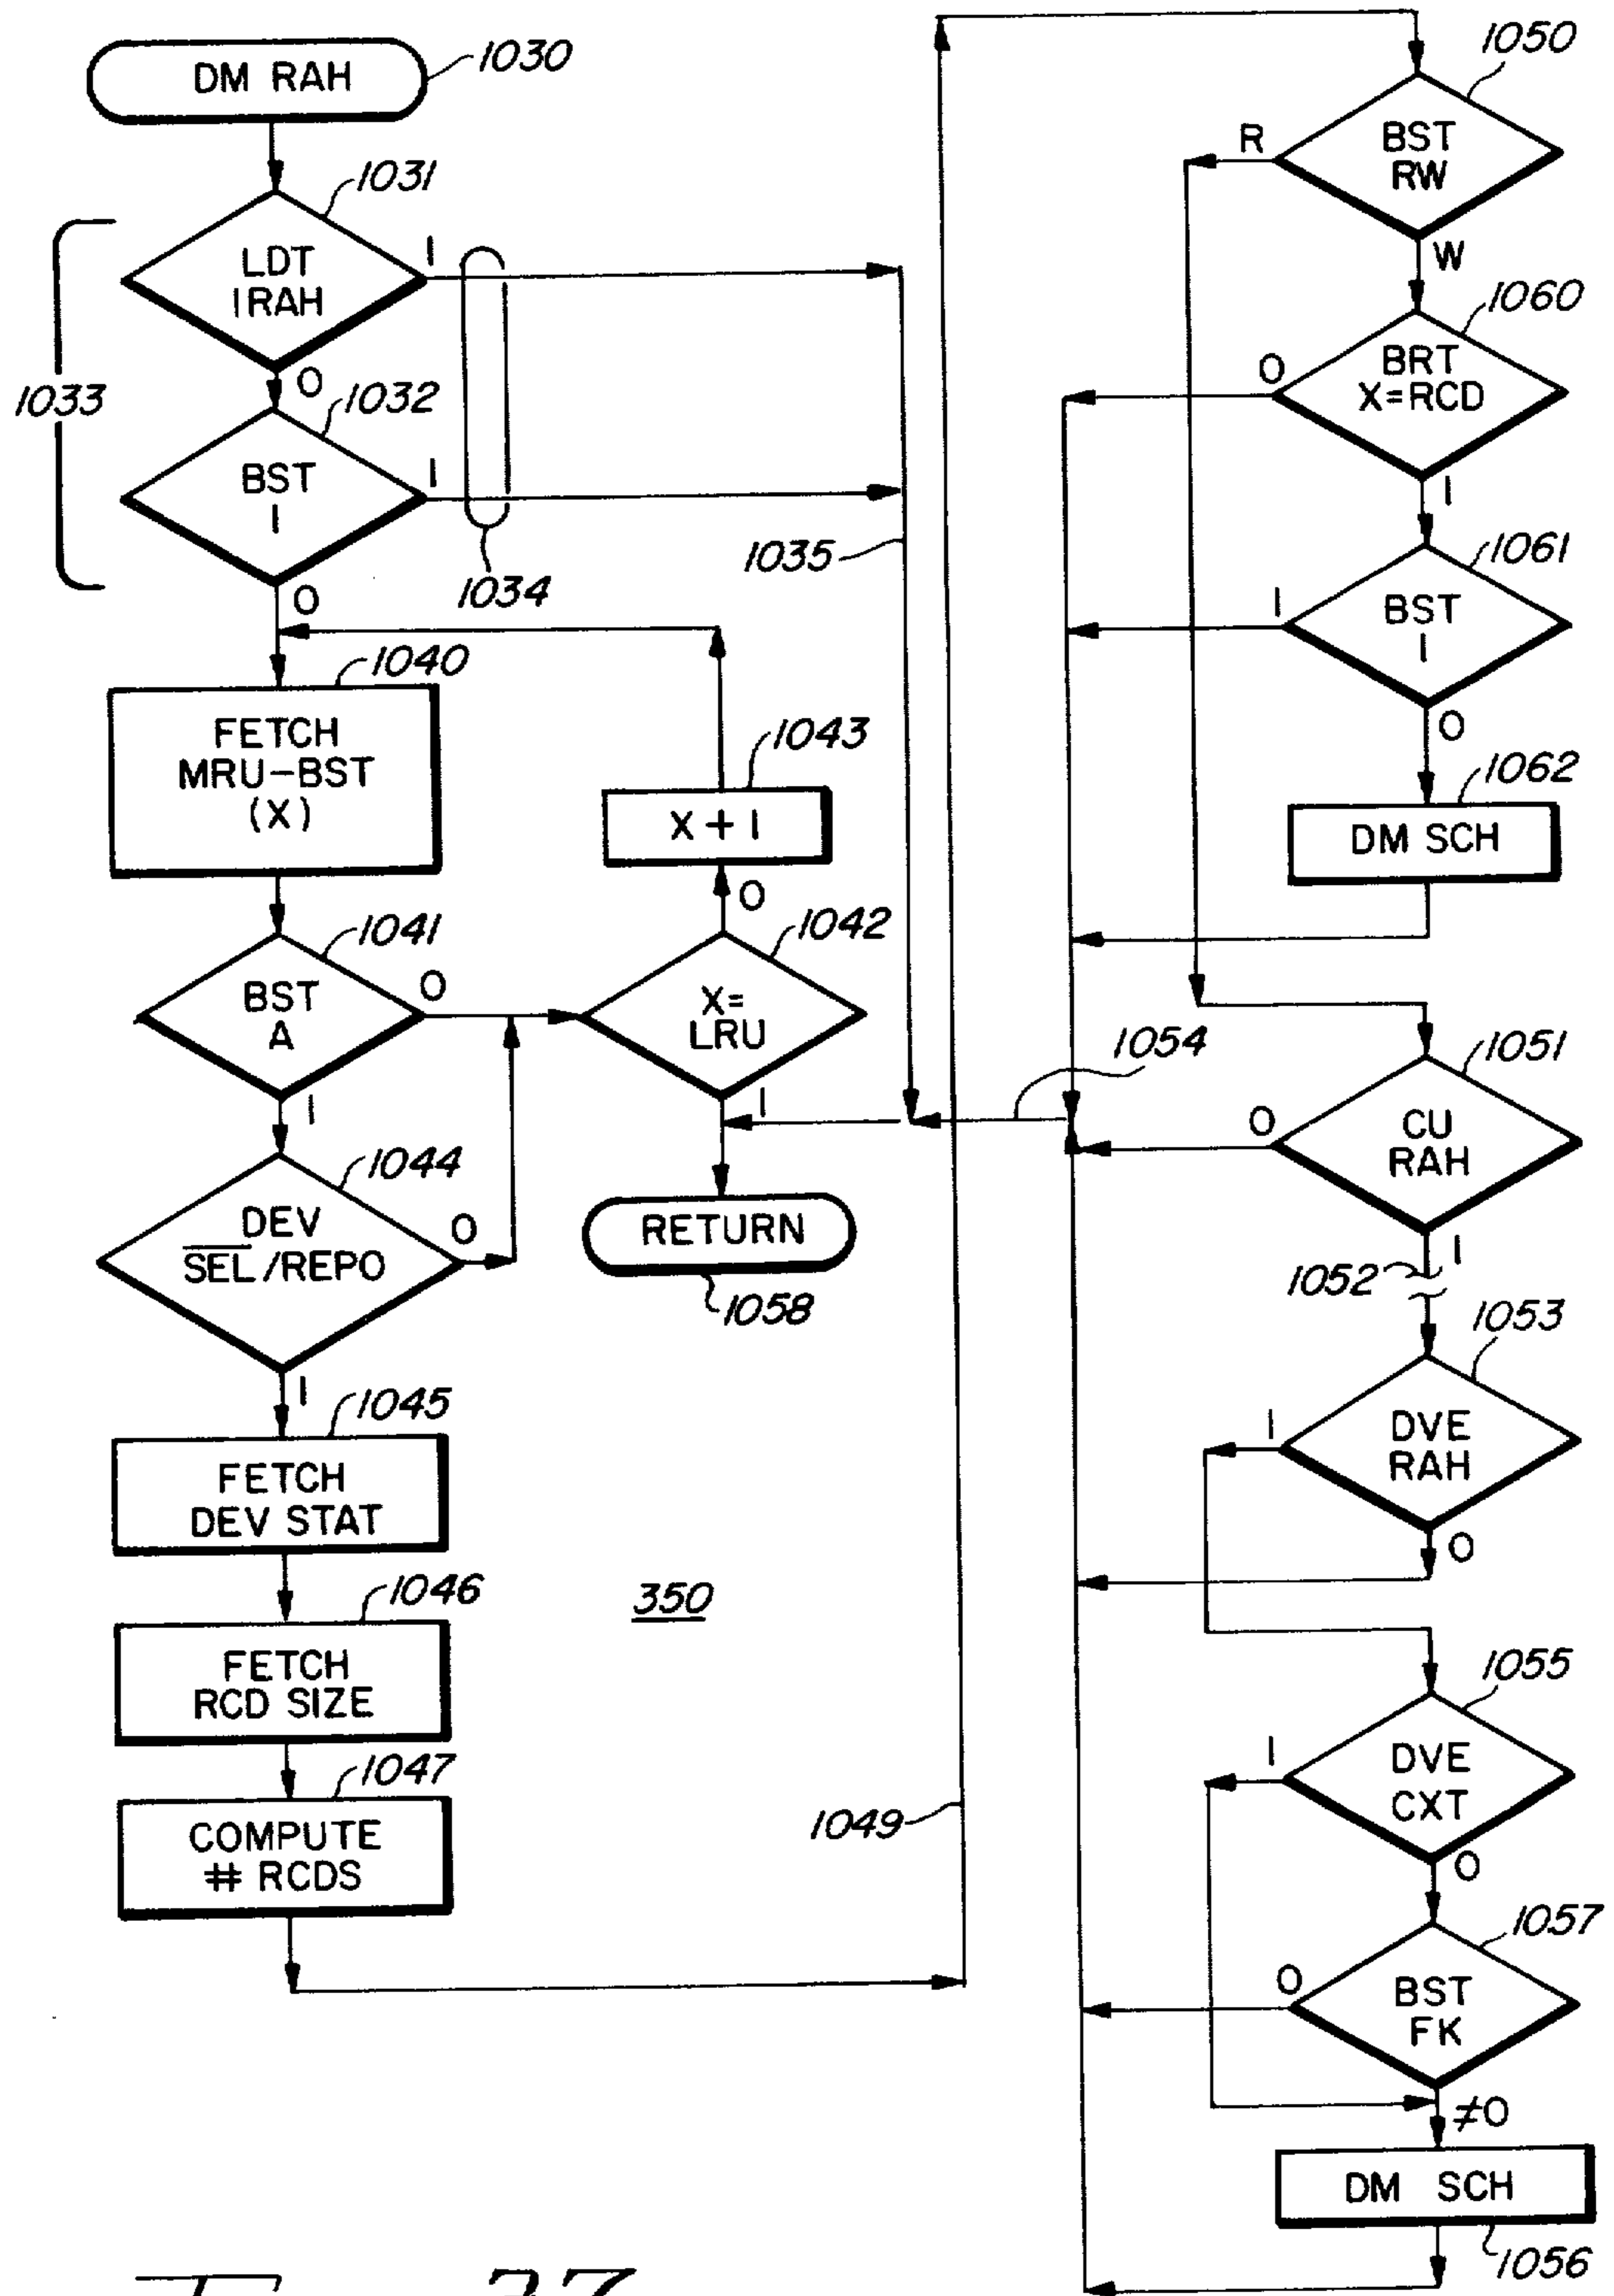 DM RAH
1030
1031
LDT
IRAH
1
0
1033
1032
BST
I
1
0
1034
1035
1040
FETCH
MRU-BST
(X)
1043
X+1
0
1041
BST
A
0
1
1042
X=
LRU
1
1044
DEV
SEL/REPO
0
1
RETURN
1058
1045
FETCH
DEV STAT
1046
FETCH
RCD SIZE
1047
COMPUTE
# RCDS
350
1049
1050
BST
RW
R
W
1060
BRT
X=RCD
0
1
1061
BST
I
1
0
1062
DM SCH
1054
1051
CU
RAH
0
1
1052
1053
DVE
RAH
1
0
1055
DVE
CXT
1
0
1057
BST
FK
0
≠0
DM SCH
1056